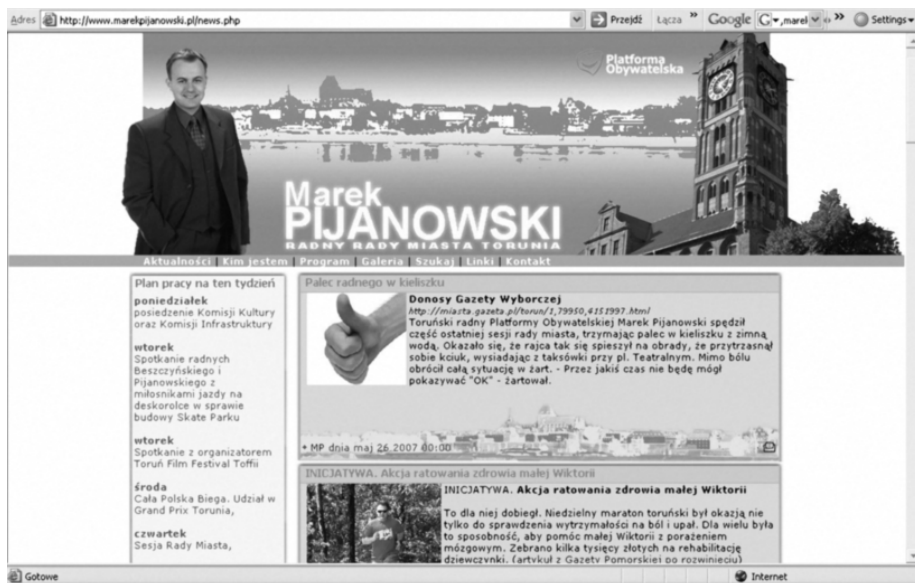 Adres http://www.marekpijanowski.pl/news.php Przejdź Łącza » Google G ,marek » Settings
Platforma
Obywatelska
Marek
PIJANOWSKI
RADNY RADY MIASTA TORUNIA
Aktualności | Kim jestem | Program | Galeria | Szukaj | Linki | Kontakt
Plan pracy na ten tydzień
poniedziałek
posiedzenie Komisji Kultury
oraz Komisji Infrastruktury
wtorek
Spotkanie radnych
Beszczyńskiego i
Pijanowskiego z
miłosnikami jazdy na
deskorolce w sprawie
budowy Skate Parku
wtorek
Spotkanie z organizatorem
Toruń Film Festival Toffii
środa
Cała Polska Biega. Udział w
Grand Prix Torunia,
czwartek
Sesja Rady Miasta,
Palec radnego w kieliszku
Donosy Gazety Wyborczej
http://miasta.gazeta.pl/torun/1,79950,4151997.html
Toruński radny Platformy Obywatelskiej Marek Pijanowski spędził
część ostatniej sesji rady miasta, trzymając palec w kieliszku z zimną
wodą. Okazało się, że rajca tak się spieszył na obrady, że przytrzasnął
sobie kciuk, wysiadając z taksówki przy pl. Teatralnym. Mimo bólu
obrócił całą sytuację w żart. - Przez jakiś czas nie będę mógł
pokazywać "OK" - żartował.
+ MP dnia maj 26 2007 00:00
INICJATYWA. Akcja ratowania zdrowia małej Wiktorii
INICJATYWA. Akcja ratowania zdrowia małej Wiktorii
To dla niej dobiegł. Niedzielny maraton toruński był okazją nie
tylko do sprawdzenia wytrzymałości na ból i upał. Dla wielu była
to sposobność, aby pomóc małej Wiktorii z porażeniem
mózgowym. Zebrano kilka tysięcy złotych na rehabilitację
dziewczynki. (artykuł z Gazety Pomorskiej po rozwinięciu)
Gotowe Internet